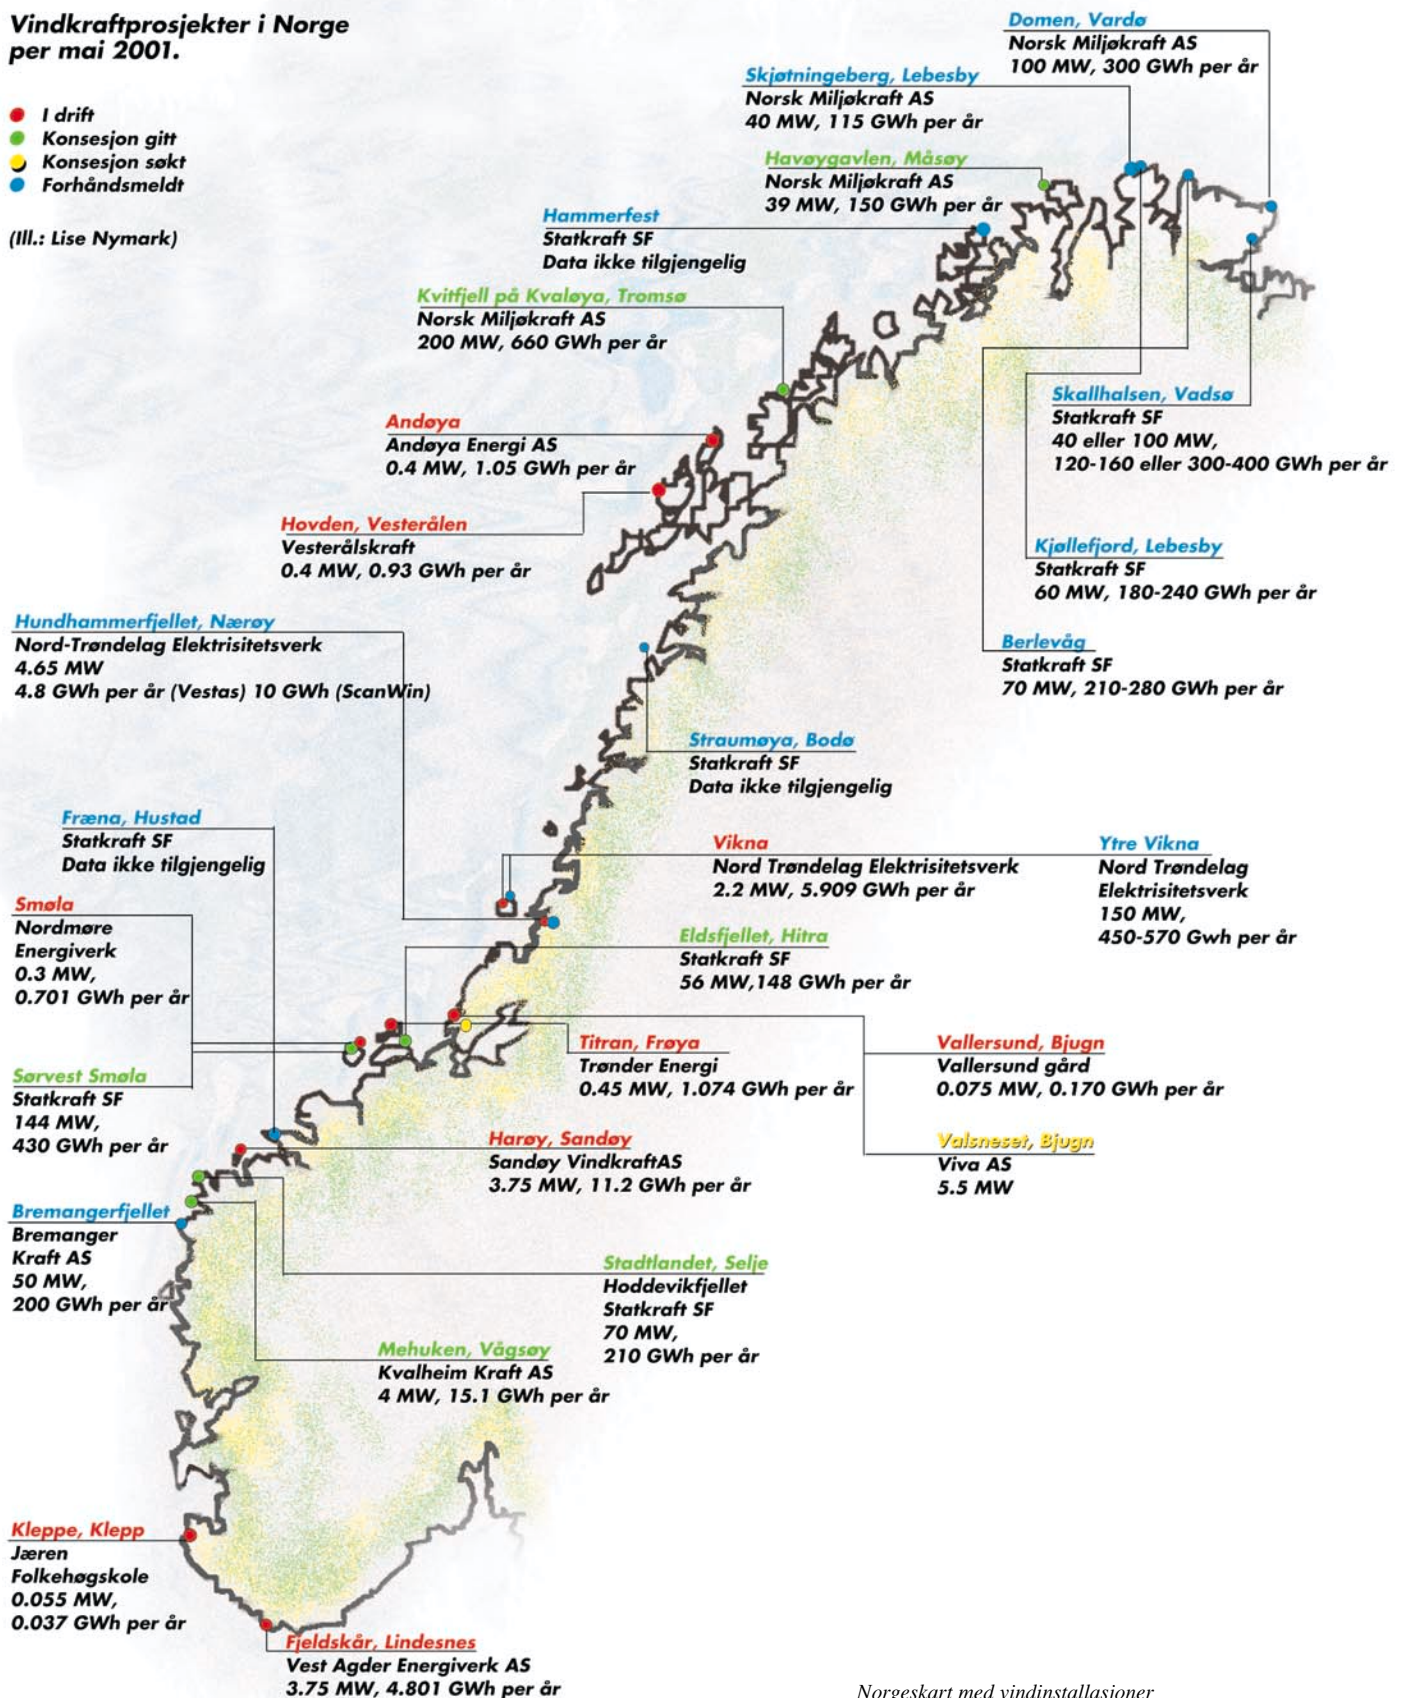 Vindkraftprosjekter i Norge
per mai 2001.
I drift
Konsesjon gitt
Konsesjon søkt
Forhåndsmeldt
(Ill.: Lise Nymark)
Domen, Vardø
Norsk Miljøkraft AS
100 MW, 300 GWh per år
Skjøtningeberg, Lebesby
Norsk Miljøkraft AS
40 MW, 115 GWh per år
Havøygavlen, Måsøy
Norsk Miljøkraft AS
39 MW, 150 GWh per år
Hammerfest
Statkraft SF
Data ikke tilgjengelig
Kvitfjell på Kvaløya, Tromsø
Norsk Miljøkraft AS
200 MW, 660 GWh per år
Skallhalsen, Vadsø
Statkraft SF
40 eller 100 MW,
120-160 eller 300-400 GWh per år
Andøya
Andøya Energi AS
0.4 MW, 1.05 GWh per år
Hovden, Vesterålen
Vesterålskraft
0.4 MW, 0.93 GWh per år
Kjøllefjord, Lebesby
Statkraft SF
60 MW, 180-240 GWh per år
Hundhammerfjellet, Nærøy
Nord-Trøndelag Elektrisitetsverk
4.65 MW
4.8 GWh per år (Vestas) 10 GWh (ScanWin)
Berlevåg
Statkraft SF
70 MW, 210-280 GWh per år
Straumøya, Bodø
Statkraft SF
Data ikke tilgjengelig
Fræna, Hustad
Statkraft SF
Data ikke tilgjengelig
Vikna
Nord Trøndelag Elektrisitetsverk
2.2 MW, 5.909 GWh per år
Ytre Vikna
Nord Trøndelag
Elektrisitetsverk
150 MW,
450-570 Gwh per år
Smøla
Nordmøre
Energiverk
0.3 MW,
0.701 GWh per år
Eldsfjellet, Hitra
Statkraft SF
56 MW,148 GWh per år
Titran, Frøya
Trønder Energi
0.45 MW, 1.074 GWh per år
Vallersund, Bjugn
Vallersund gård
0.075 MW, 0.170 GWh per år
Sørvest Smøla
Statkraft SF
144 MW,
430 GWh per år
Harøy, Sandøy
Sandøy VindkraftAS
3.75 MW, 11.2 GWh per år
Valsneset, Bjugn
Viva AS
5.5 MW
Bremangerfjellet
Bremanger
Kraft AS
50 MW,
200 GWh per år
Stadtlandet, Selje
Hoddevikfjellet
Statkraft SF
70 MW,
210 GWh per år
Mehuken, Vågsøy
Kvalheim Kraft AS
4 MW, 15.1 GWh per år
Kleppe, Klepp
Jæren
Folkehøgskole
0.055 MW,
0.037 GWh per år
Fjeldskår, Lindesnes
Vest Agder Energiverk AS
3.75 MW, 4.801 GWh per år
Norgeskart med vindinstallasjoner